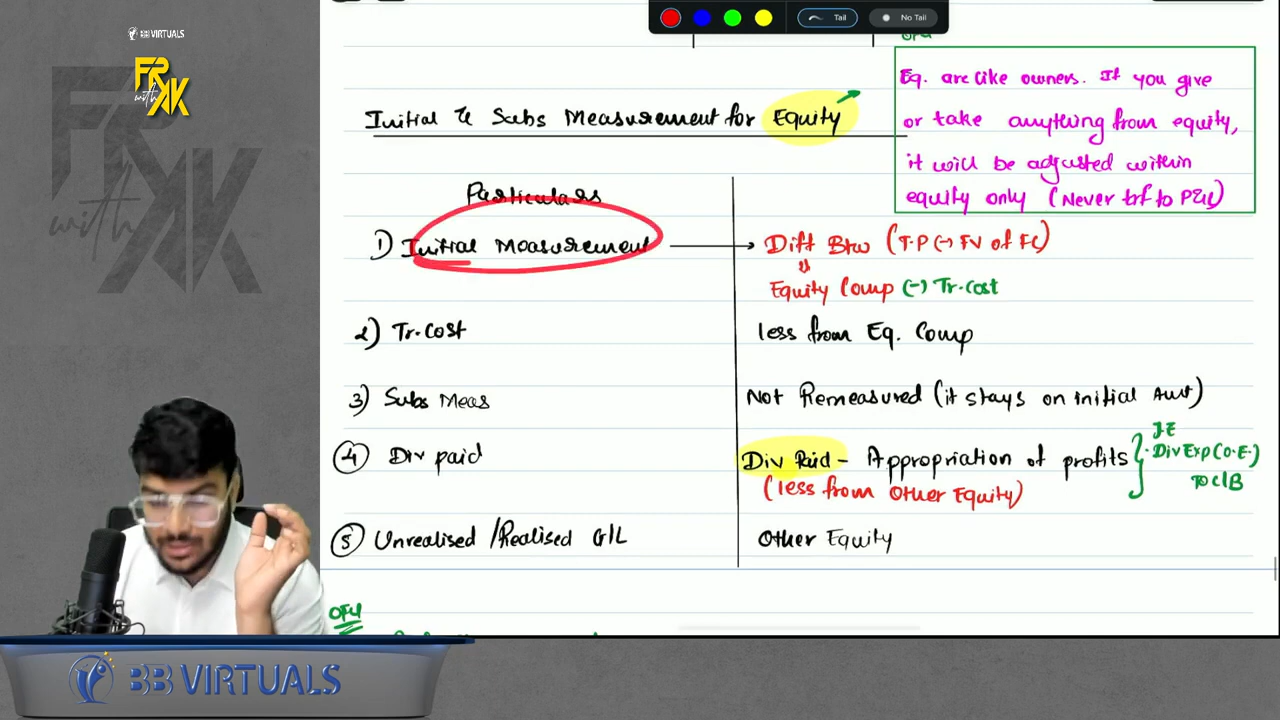 BB VIRTUALS
FR
with
AK
Tail
No Tail
Initial & Subs Measurement for Equity
Eq. are like owners. If you give
or take anything from equity,
it will be adjusted within
equity only (Never trf to P&L)
Particulars
1) Initial Measurement
Diff Btw (T.P (-) FV of FL)
Equity Comp (-) Tr.cost
2) Tr.cost
less from Eq. Comp
3) Subs Meas
Not Remeasured (it stays on initial Amt)
4 Div paid
Div Paid - Appropriation of profits
(less from Other Equity)
JE
Div Exp (O.E.)
To C/B
5 Unrealised /Realised G/L
Other Equity
BB VIRTUALS